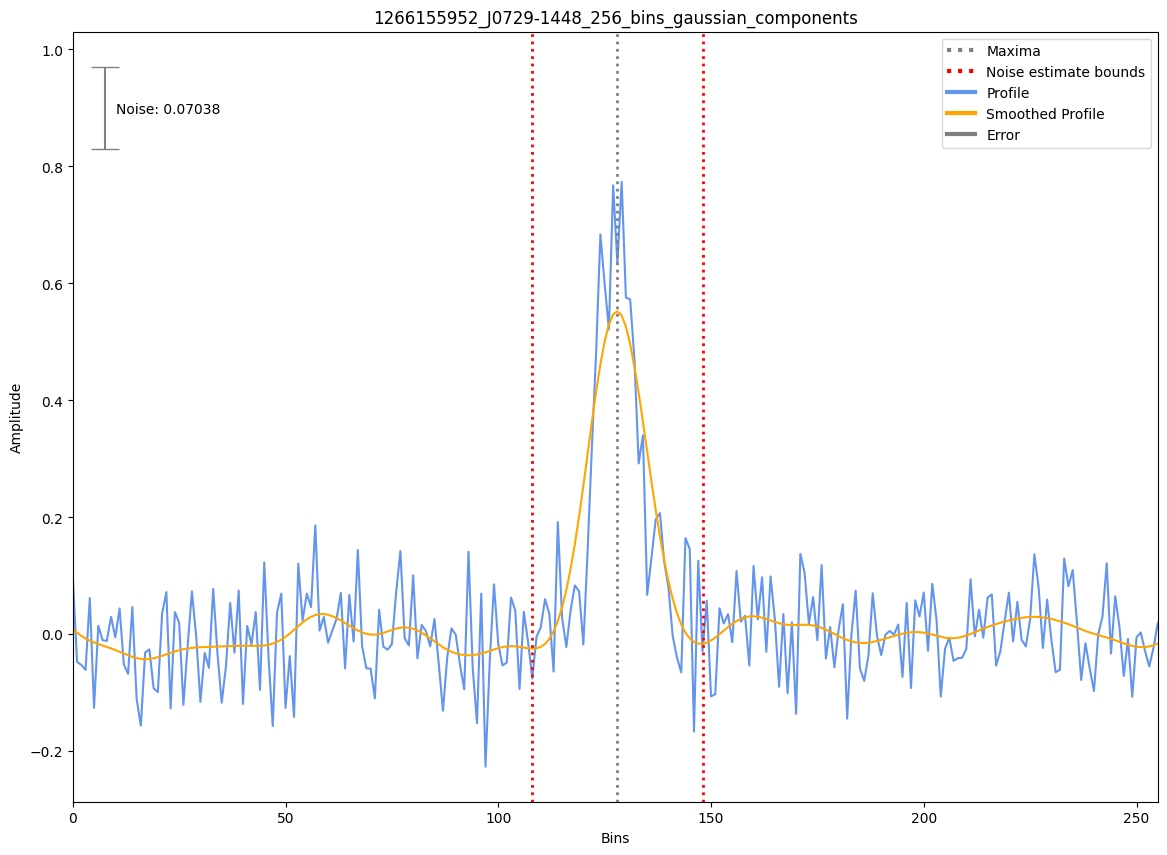 1266155952_J0729-1448_256_bins_gaussian_components
1.0
0.8
0.6
0.4
0.2
0.0
−0.2
Amplitude
Noise: 0.07038
Maxima
Noise estimate bounds
Profile
Smoothed Profile
Error
0
50
100
150
200
250
Bins